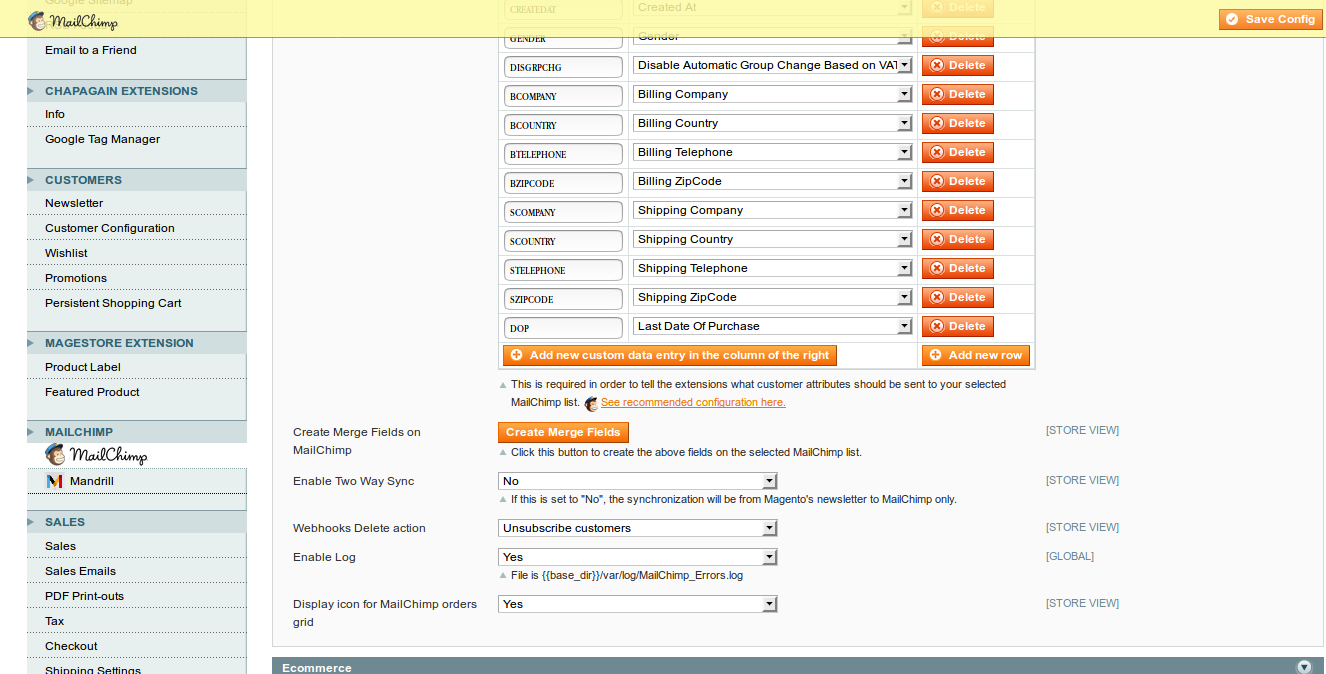 Google Sitemap
MailChimp
Save Config
Email to a Friend
CHAPAGAIN EXTENSIONS
Info
Google Tag Manager
CUSTOMERS
Newsletter
Customer Configuration
Wishlist
Promotions
Persistent Shopping Cart
MAGESTORE EXTENSION
Product Label
Featured Product
MAILCHIMP
MailChimp
Mandrill
SALES
Sales
Sales Emails
PDF Print-outs
Tax
Checkout
Shipping Settings
CREATEDAT Created At Delete
GENDER Gender Delete
DISGRPCHG Disable Automatic Group Change Based on VAT Delete
BCOMPANY Billing Company Delete
BCOUNTRY Billing Country Delete
BTELEPHONE Billing Telephone Delete
BZIPCODE Billing ZipCode Delete
SCOMPANY Shipping Company Delete
SCOUNTRY Shipping Country Delete
STELEPHONE Shipping Telephone Delete
SZIPCODE Shipping ZipCode Delete
DOP Last Date Of Purchase Delete
Add new custom data entry in the column of the right Add new row
This is required in order to tell the extensions what customer attributes should be sent to your selected
MailChimp list. See recommended configuration here.
Create Merge Fields on Create Merge Fields [STORE VIEW]
MailChimp Click this button to create the above fields on the selected MailChimp list.
Enable Two Way Sync No [STORE VIEW]
If this is set to "No", the synchronization will be from Magento's newsletter to MailChimp only.
Webhooks Delete action Unsubscribe customers [STORE VIEW]
Enable Log Yes [GLOBAL]
File is {{base_dir}}/var/log/MailChimp_Errors.log
Display icon for MailChimp orders Yes [STORE VIEW]
grid
Ecommerce